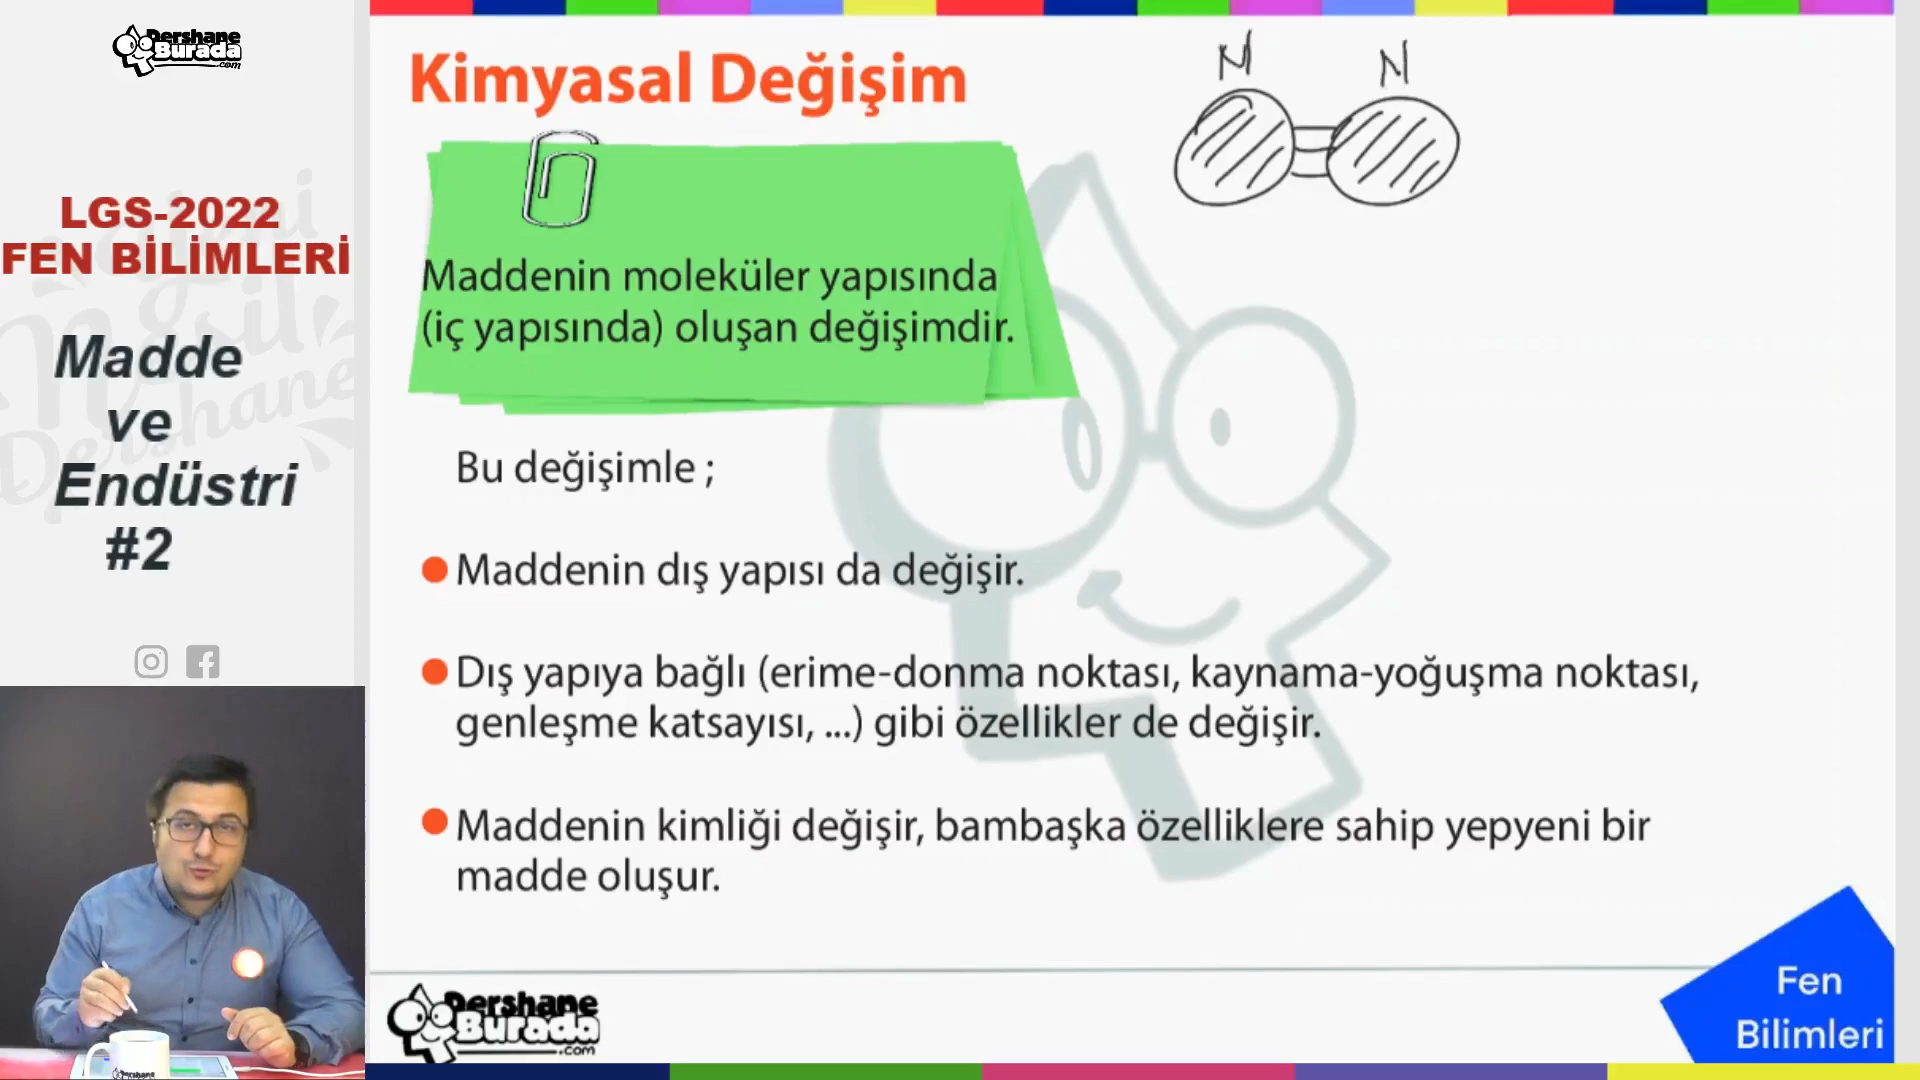 Dershane
Burada
.com
LGS-2022
FEN BİLİMLERİ
Madde
ve
Endüstri
#2
Kimyasal Değişim
N N
Maddenin moleküler yapısında
(iç yapısında) oluşan değişimdir.
Bu değişimle ;
Maddenin dış yapısı da değişir.
Dış yapıya bağlı (erime-donma noktası, kaynama-yoğuşma noktası,
genleşme katsayısı, ...) gibi özellikler de değişir.
Maddenin kimliği değişir, bambaşka özelliklere sahip yepyeni bir
madde oluşur.
Dershane
Burada
.com
Fen
Bilimleri